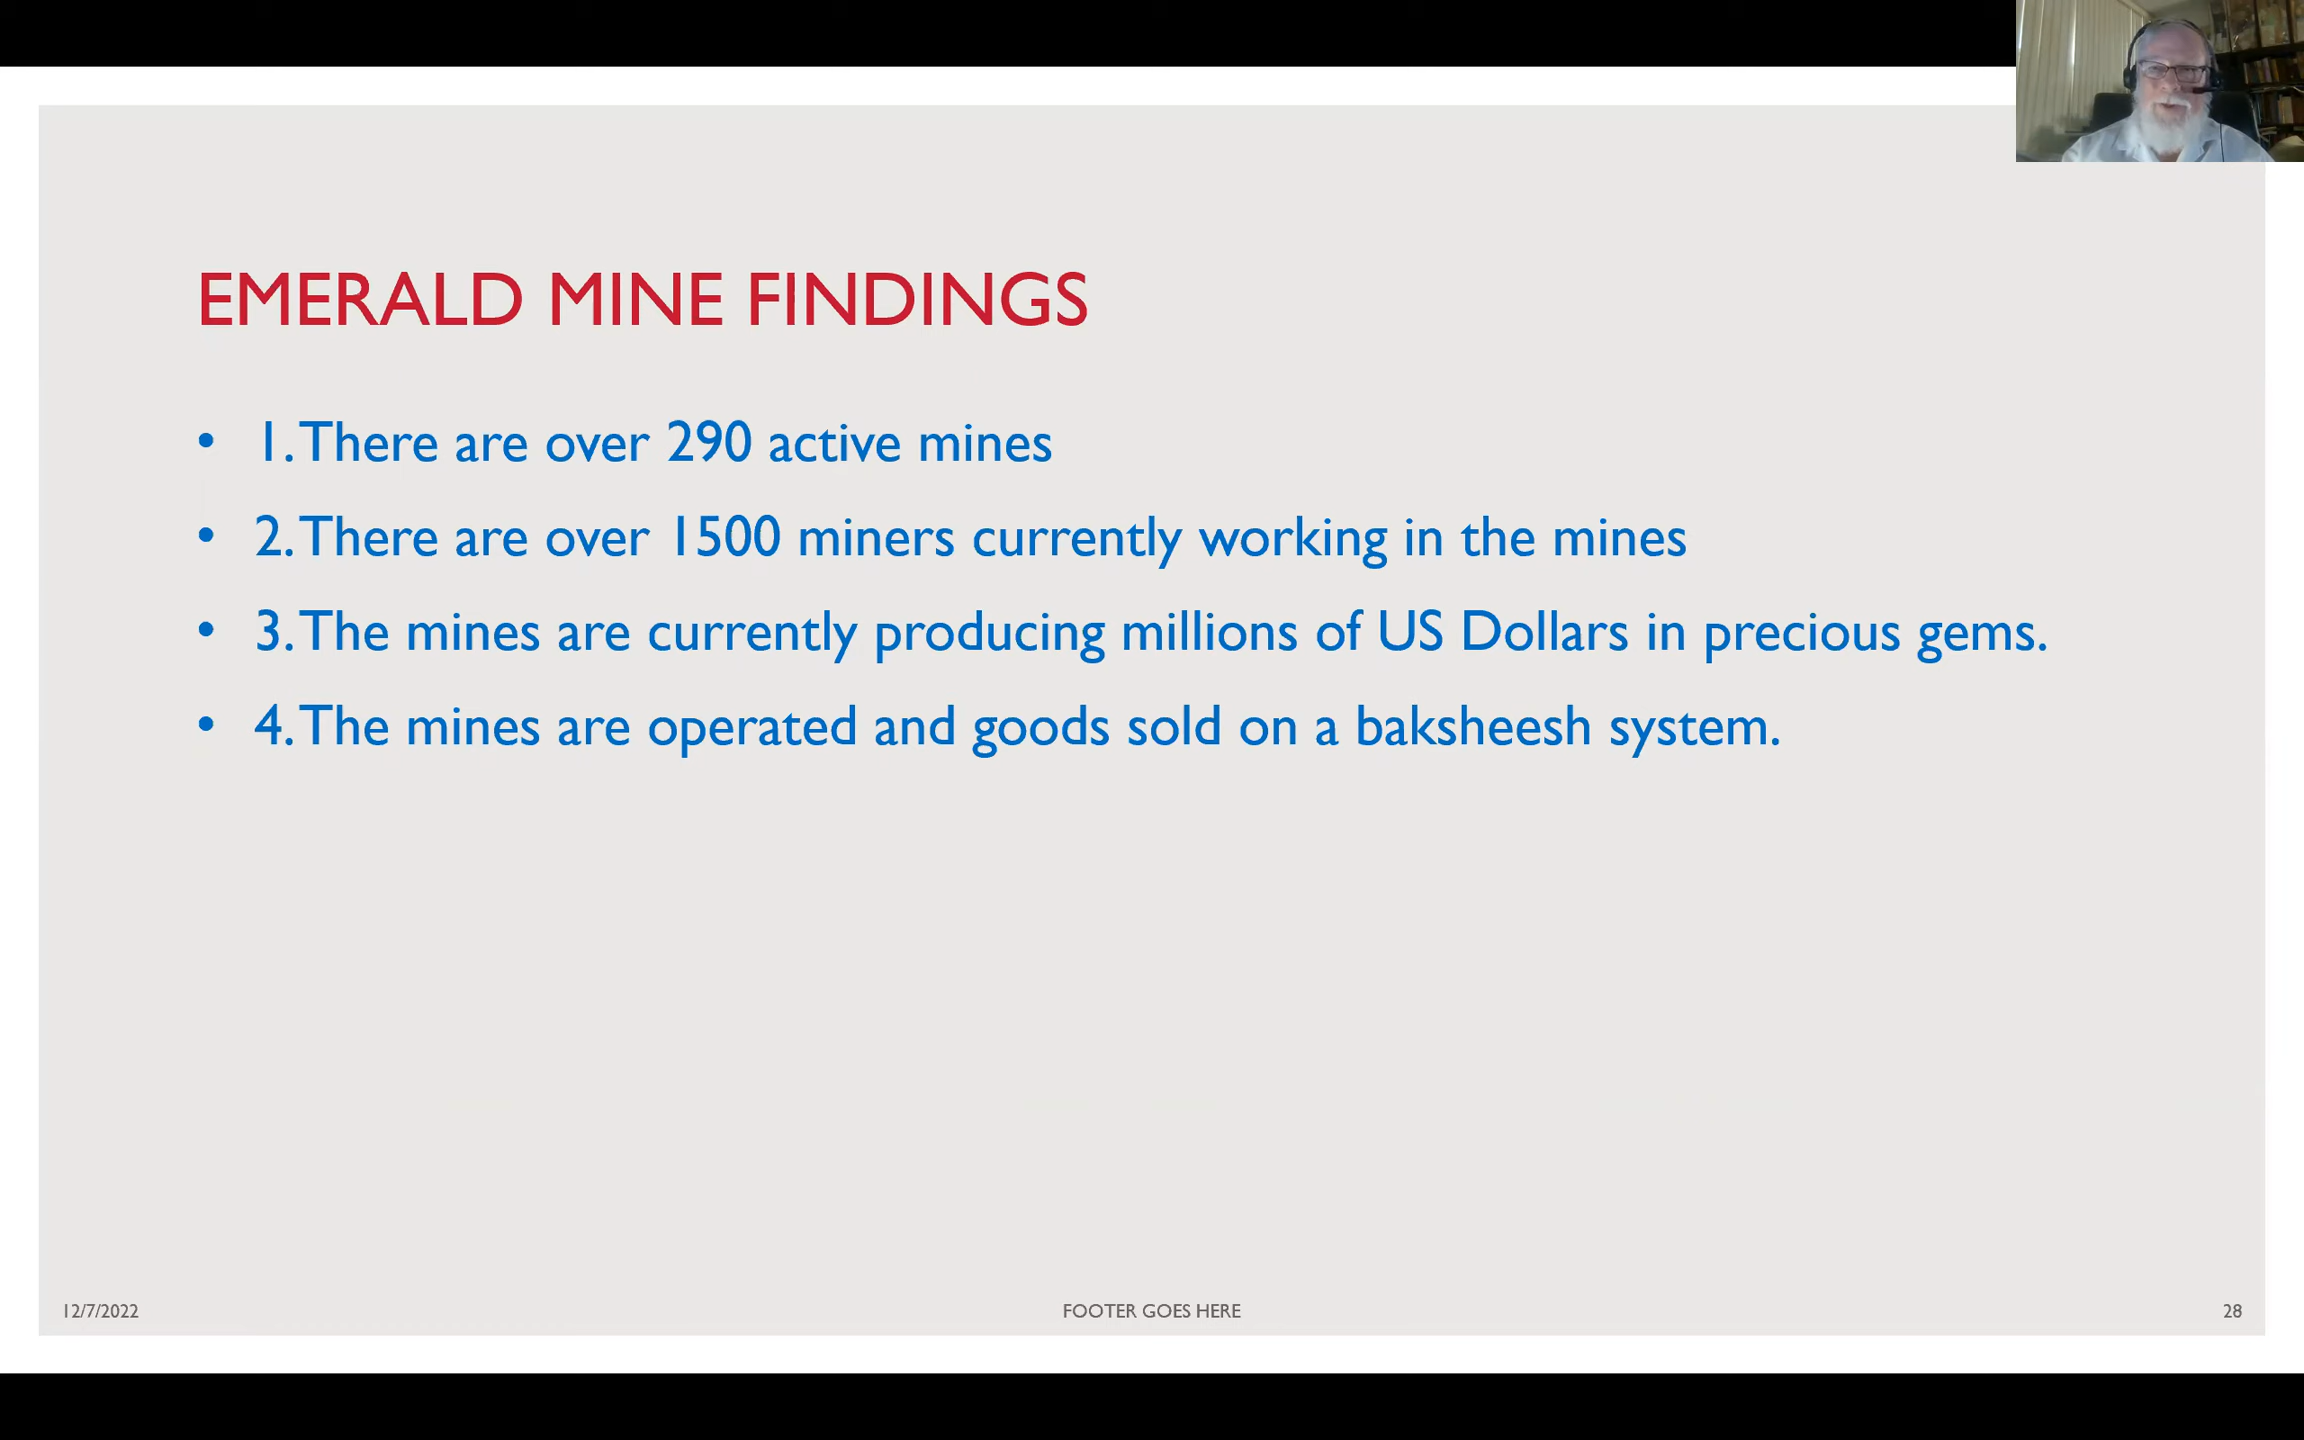 EMERALD MINE FINDINGS
• 1. There are over 290 active mines
• 2. There are over 1500 miners currently working in the mines
• 3. The mines are currently producing millions of US Dollars in precious gems.
• 4. The mines are operated and goods sold on a baksheesh system.
12/7/2022
FOOTER GOES HERE
28